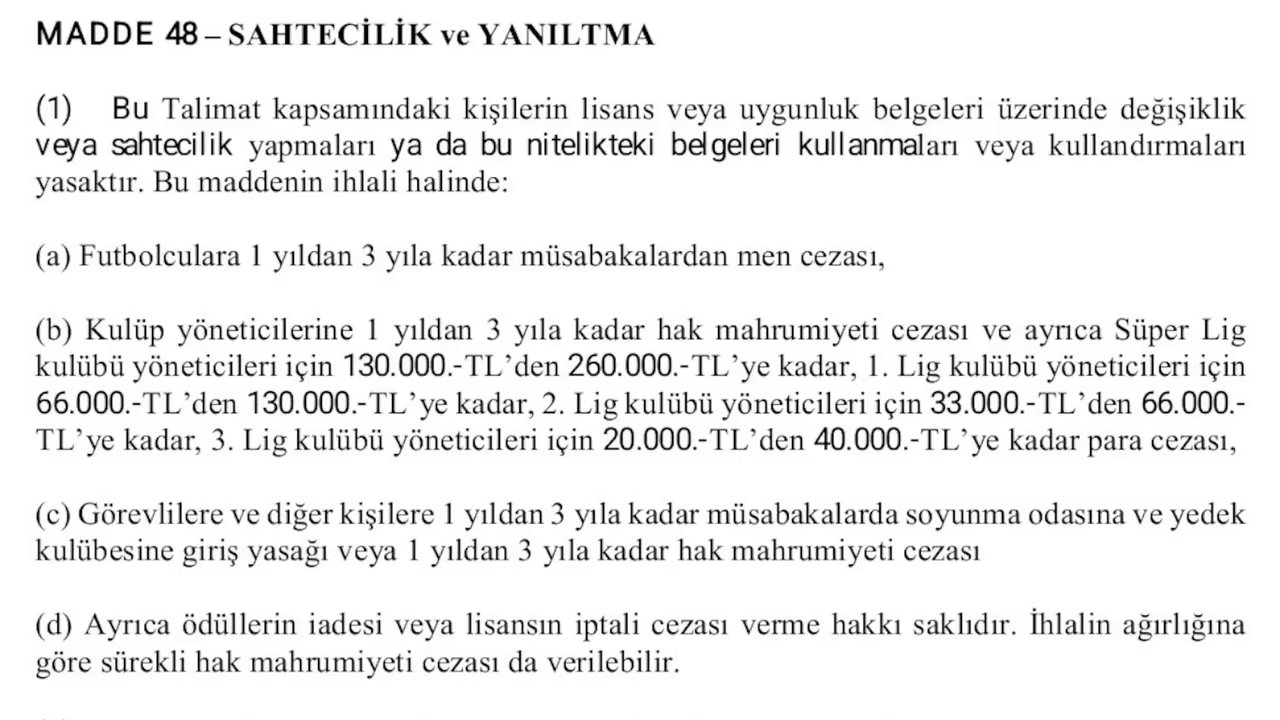 MADDE 48 – SAHTECİLİK ve YANILTMA
(1) Bu Talimat kapsamındaki kişilerin lisans veya uygunluk belgeleri üzerinde değişiklik
veya sahtecilik yapmaları ya da bu nitelikteki belgeleri kullanmaları veya kullandırmaları
yasaktır. Bu maddenin ihlali halinde:
(a) Futbolculara 1 yıldan 3 yıla kadar müsabakalardan men cezası,
(b) Kulüp yöneticilerine 1 yıldan 3 yıla kadar hak mahrumiyeti cezası ve ayrıca Süper Lig
kulübü yöneticileri için 130.000.-TL’den 260.000.-TL’ye kadar, 1. Lig kulübü yöneticileri için
66.000.-TL’den 130.000.-TL’ye kadar, 2. Lig kulübü yöneticileri için 33.000.-TL’den 66.000.-
TL’ye kadar, 3. Lig kulübü yöneticileri için 20.000.-TL’den 40.000.-TL’ye kadar para cezası,
(c) Görevlilere ve diğer kişilere 1 yıldan 3 yıla kadar müsabakalarda soyunma odasına ve yedek
kulübesine giriş yasağı veya 1 yıldan 3 yıla kadar hak mahrumiyeti cezası
(d) Ayrıca ödüllerin iadesi veya lisansın iptali cezası verme hakkı saklıdır. İhlalin ağırlığına
göre sürekli hak mahrumiyeti cezası da verilebilir.